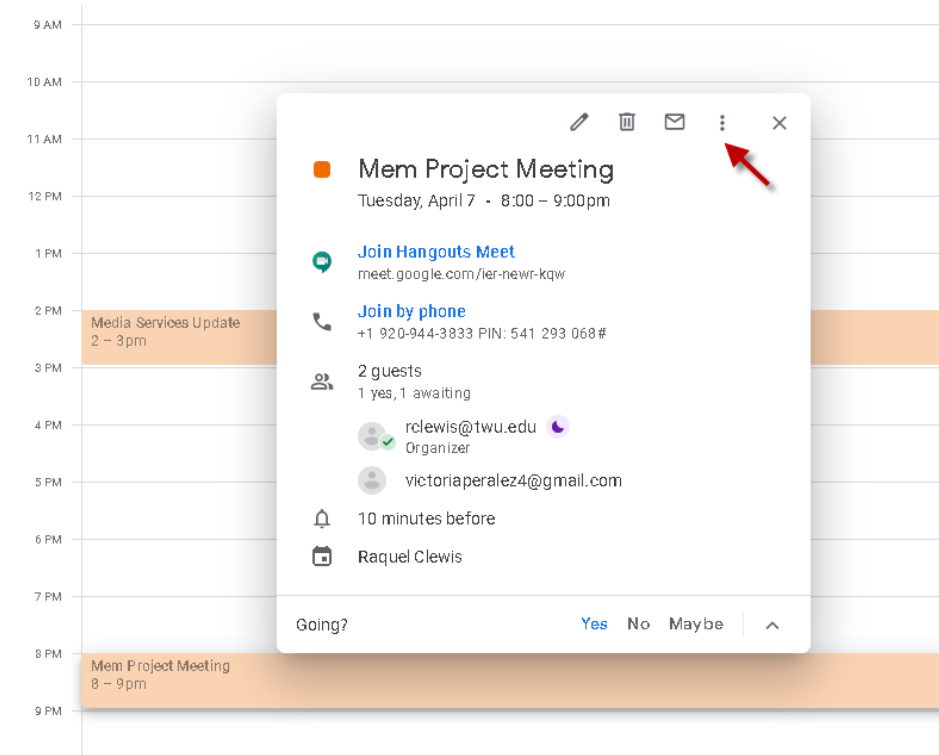 9 AM
10 AM
11 AM
12 PM
1 PM
2 PM
3 PM
4 PM
5 PM
6 PM
7 PM
8 PM
9 PM
Media Services Update
2 – 3pm
Mem Project Meeting
8 – 9pm
Mem Project Meeting
Tuesday, April 7 • 8:00 – 9:00pm
Join Hangouts Meet
meet.google.com/ier-newr-kqw
Join by phone
+1 920-944-3833 PIN: 541 293 068#
2 guests
1 yes, 1 awaiting
rclewis@twu.edu
Organizer
victoriaperalez4@gmail.com
10 minutes before
Raquel Clewis
Going? Yes No Maybe